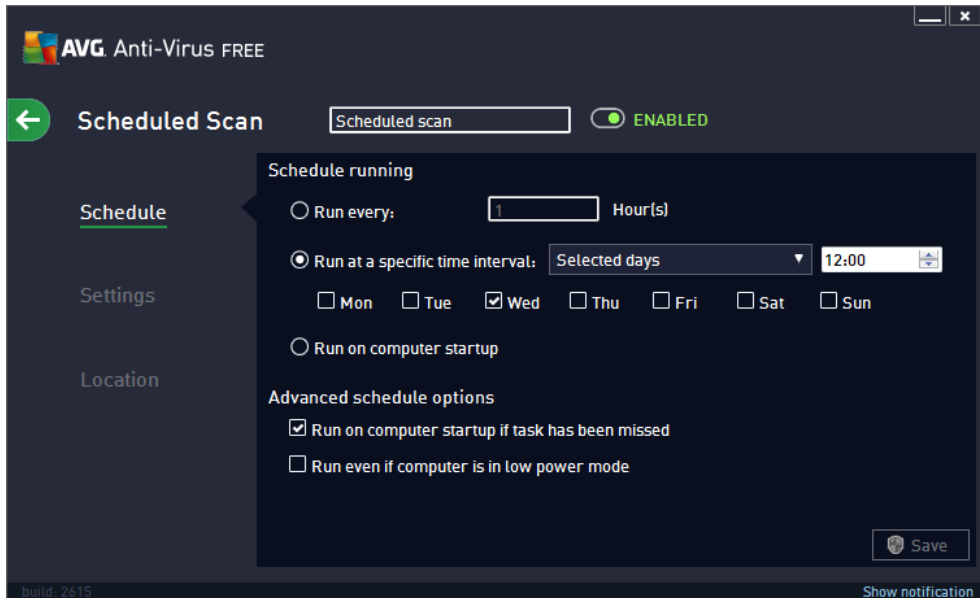 AVG. Anti-Virus FREE
Scheduled Scan
Scheduled scan
ENABLED
Schedule
Settings
Location
Schedule running
Run every: 1 Hour(s)
Run at a specific time interval: Selected days 12:00
Mon Tue Wed Thu Fri Sat Sun
Run on computer startup
Advanced schedule options
Run on computer startup if task has been missed
Run even if computer is in low power mode
Save
build: 2615
Show notification